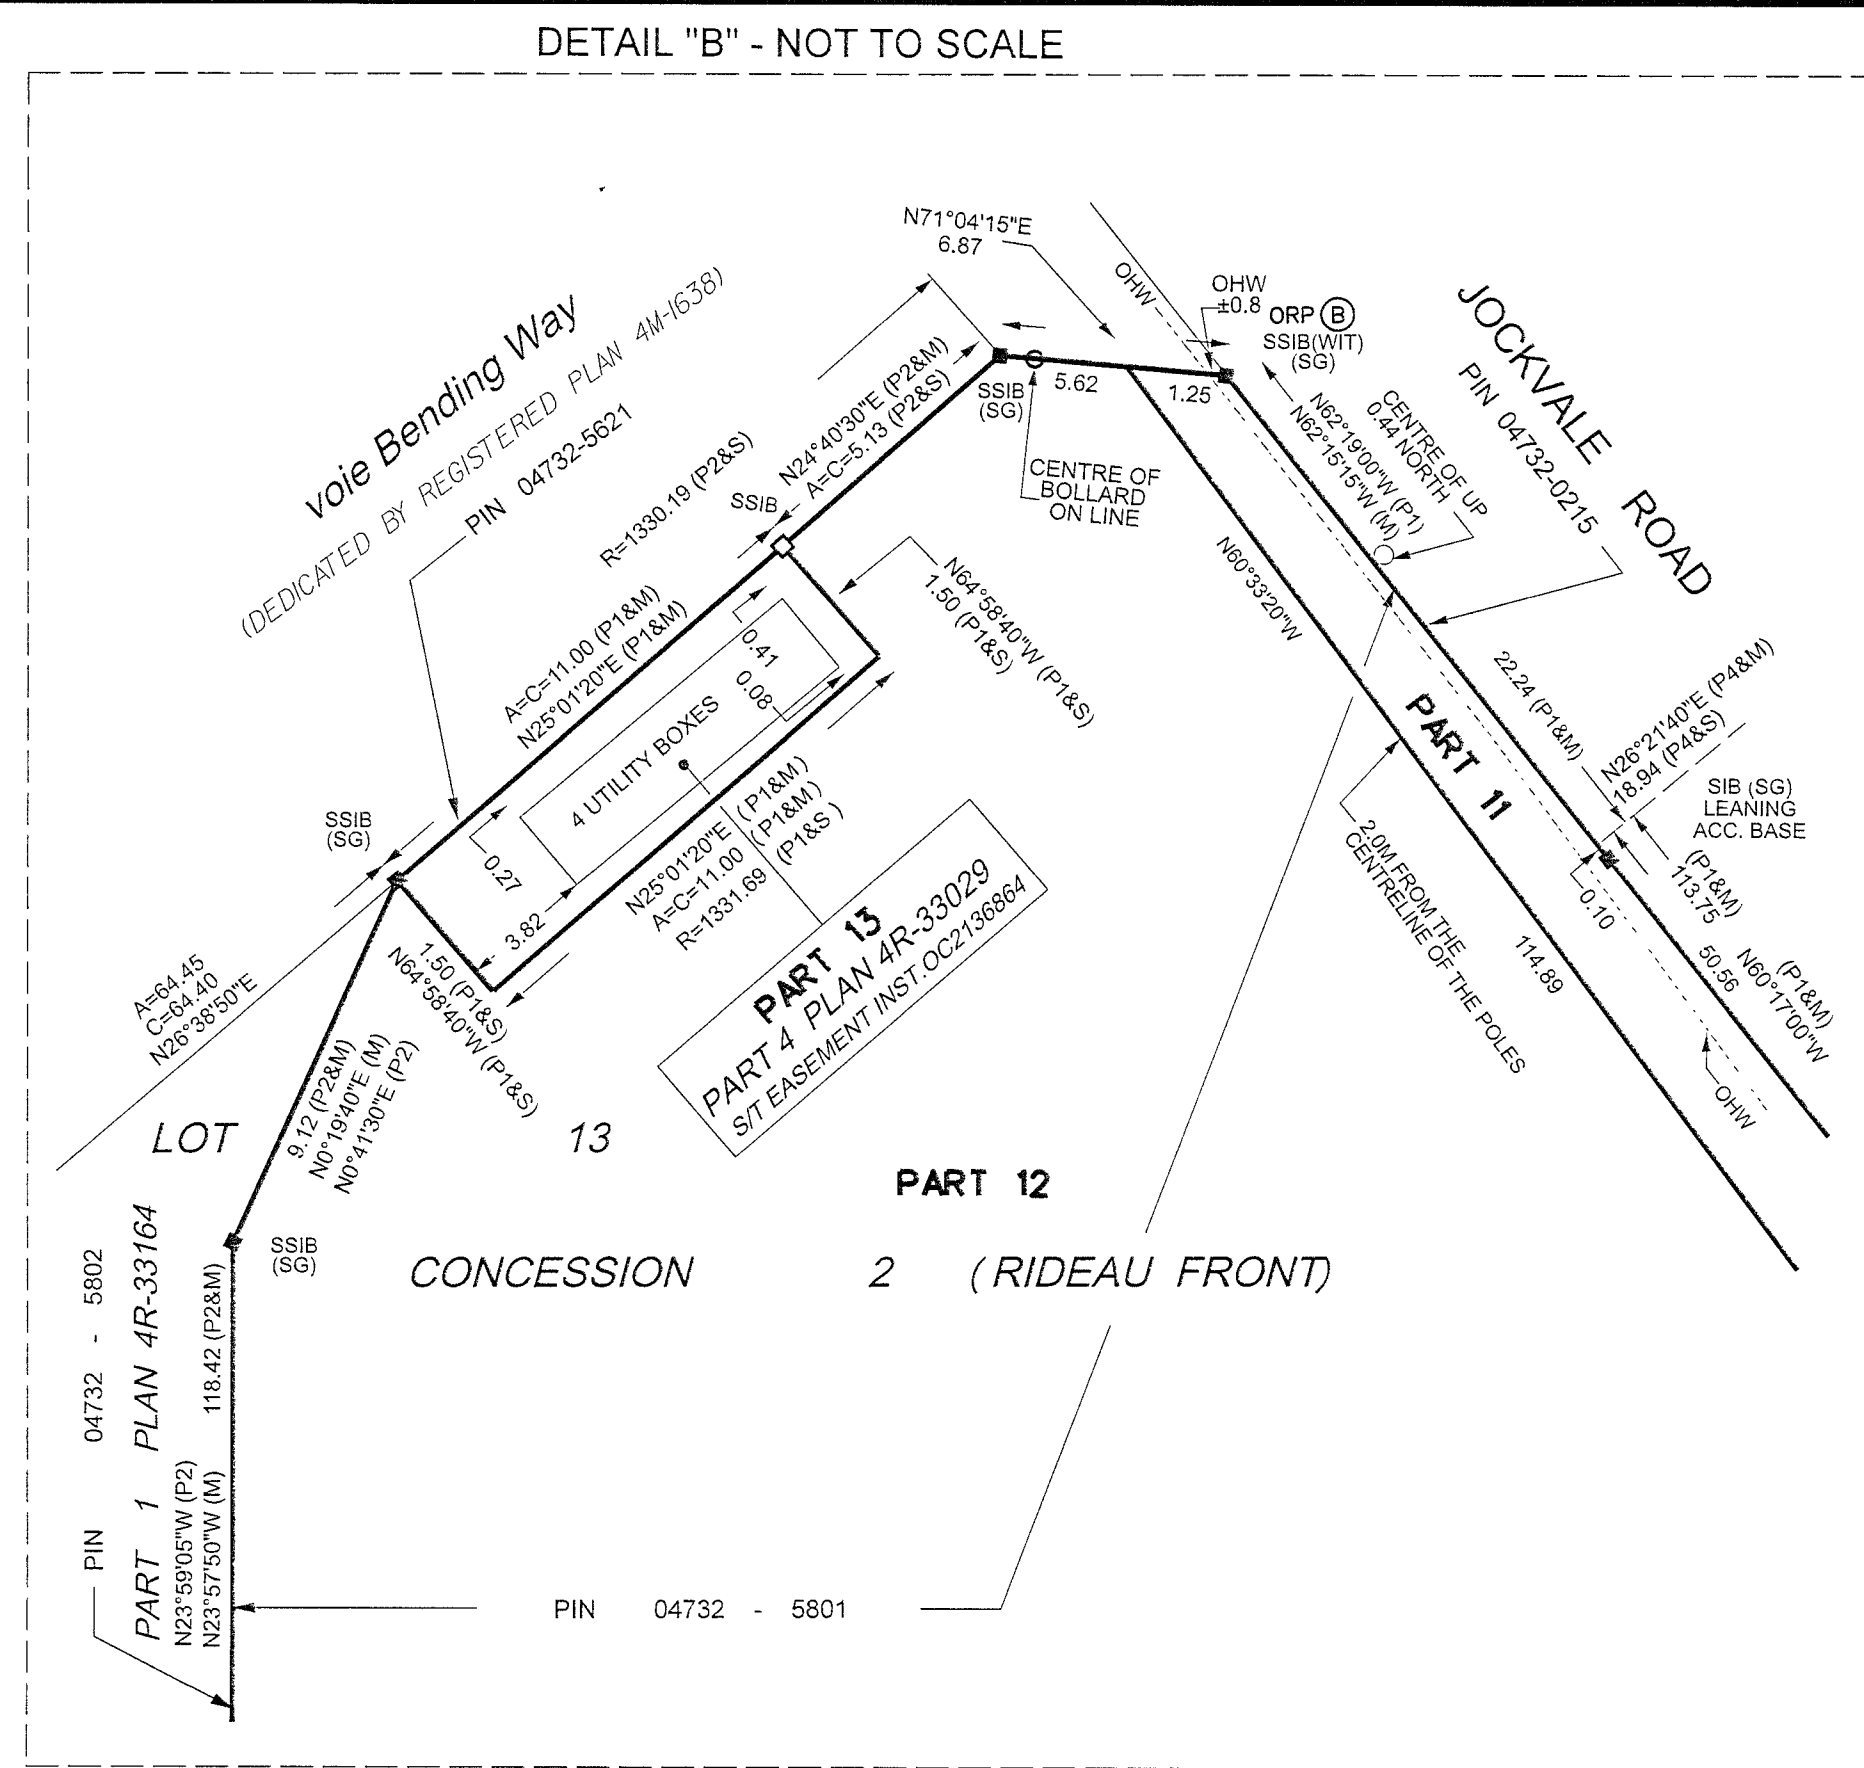 DETAIL "B" - NOT TO SCALE
N71°04'15"E
6.87
OHW
OHW
±0.8
ORP B
SSIB(WIT)
(SG)
JOCKVALE ROAD
PIN 04732-0215
voie Bending Way
(DEDICATED BY REGISTERED PLAN 4M-1638)
PIN 04732-5621
N24°40'30"E (P2&M)
A=C=5.13 (P2&S)
R=1330.19 (P2&S)
SSIB
SSIB
(SG)
5.62
1.25
CENTRE OF
BOLLARD
ON LINE
N62°19'00"W (P1)
N62°15'15"W (M)
CENTRE OF UP
0.44 NORTH
N60°33'20"W
N64°58'40"W (P1&S)
1.50 (P1&S)
A=C=11.00 (P1&M)
N25°01'20"E (P1&M)
0.41
0.08
4 UTILITY BOXES
0.27
3.82
SSIB
(SG)
N25°01'20"E (P1&M)
A=C=11.00 (P1&M)
R=1331.69 (P1&S)
PART 11
22.24 (P1&M)
N26°21'40"E (P4&M)
18.94 (P4&S)
SIB (SG)
LEANING
ACC. BASE
(P1&M)
113.75
0.10
50.56
(P1&M)
N60°17'00"W
2.0M FROM THE
CENTRELINE OF THE POLES
114.89
OHW
A=64.45
C=64.40
N26°38'50"E
1.50 (P1&S)
N64°58'40"W (P1&S)
9.12 (P2&M)
N0°19'40"E (M)
N0°41'30"E (P2)
PART 13
PART 4 PLAN 4R-33029
S/T EASEMENT INST.OC2136864
LOT 13
PART 12
SSIB
(SG)
CONCESSION 2 (RIDEAU FRONT)
PIN 04732 - 5802
PART 1 PLAN 4R-33164
118.42 (P2&M)
N23°59'05"W (P2)
N23°57'50"W (M)
PIN 04732 - 5801